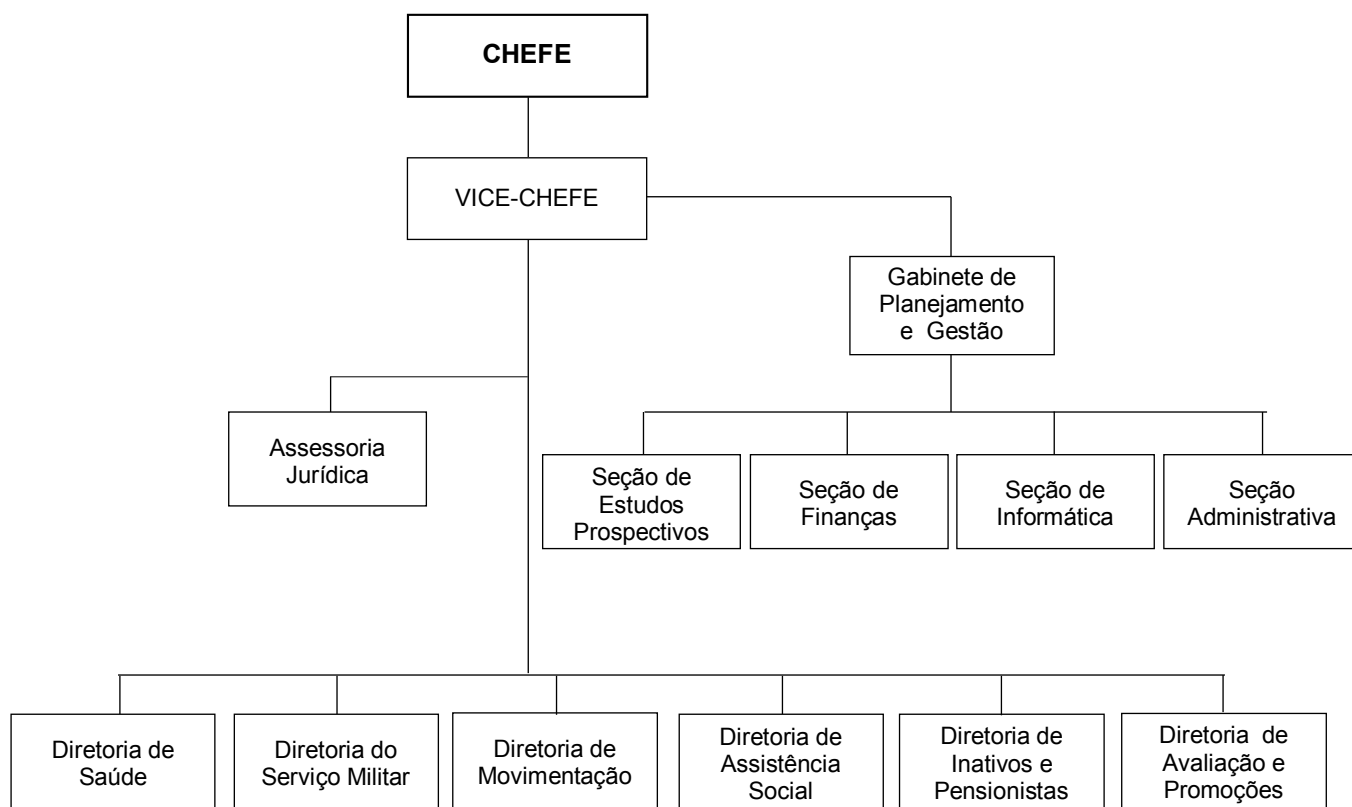 CHEFE
VICE-CHEFE
Gabinete de
Planejamento
e Gestão
Assessoria
Jurídica
Seção de
Estudos
Prospectivos
Seção de
Finanças
Seção de
Informática
Seção
Administrativa
Diretoria de
Saúde
Diretoria do
Serviço Militar
Diretoria de
Movimentação
Diretoria de
Assistência
Social
Diretoria de
Inativos e
Pensionistas
Diretoria de
Avaliação e
Promoções